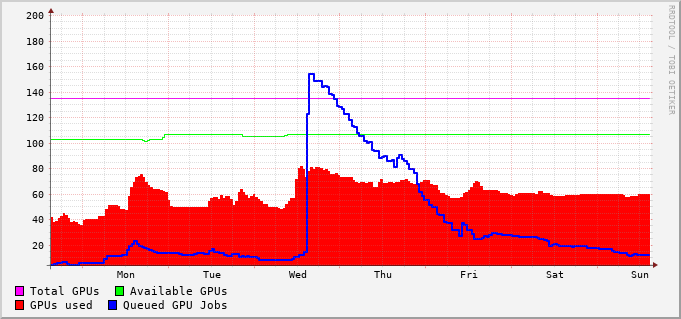 200
180
160
140
120
100
80
60
40
20
Mon Tue Wed Thu Fri Sat Sun
Total GPUs Available GPUs
GPUs used Queued GPU Jobs
RRDTOOL / TOBI OETIKER